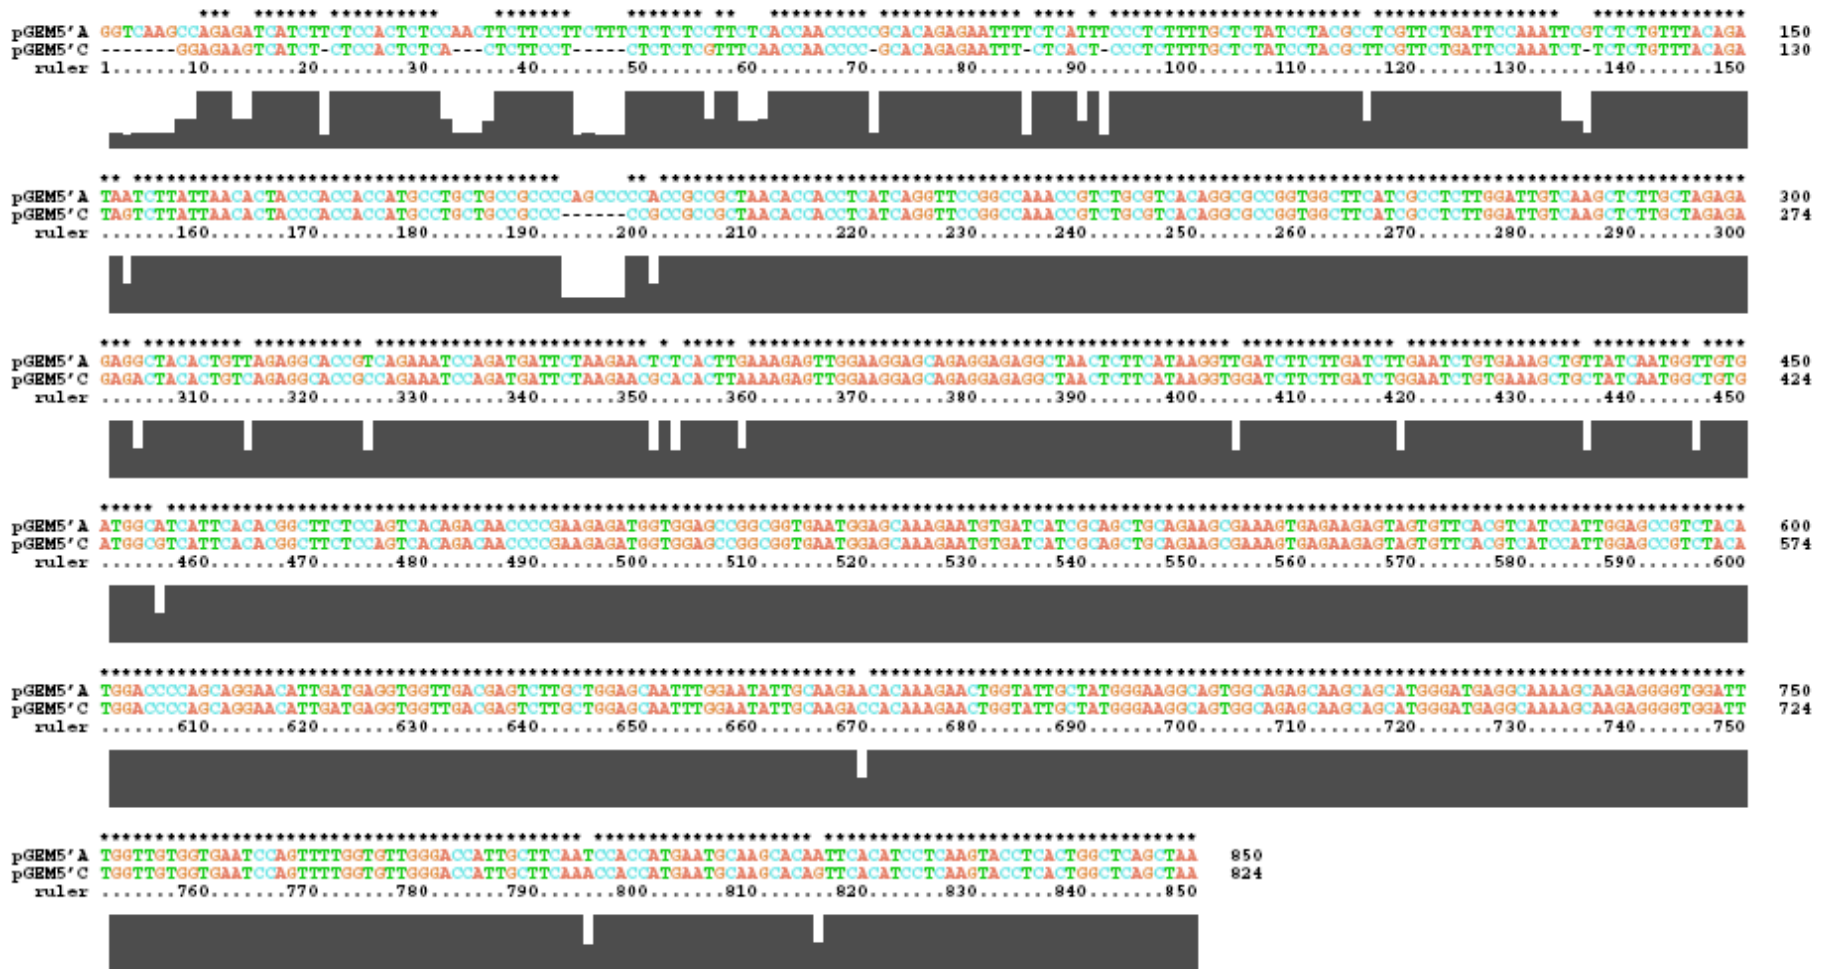 pGEM5'A GGTCAAGCCAGAGATCATCTTCTCCACTCTCCAACTTCTTCCTTCTTTCTCTCTCCTTCTCACCAACCCCCGCACAGAGAATTTTCTCATTTCCCTCTTTTGCTCTATCCTACGCCTCGTTCTGATTCCAAATTCGTCTCTGTTTACAGA 150
pGEM5'C -------GGAGAAGTCATCT-CTCCACTCTCA---CTCTTCCT-----CTCTCTCGTTTCAACCAACCCC-GCACAGAGAATTT-CTCACT-CCCTCTTTTGCTCTATCCTACGCTTCGTTCTGATTCCAAATCT-TCTCTGTTTACAGA 130
ruler 1.......10........20........30........40........50........60........70........80........90.......100.......110.......120.......130.......140.......150
pGEM5'A TAATCTTATTAACACTACCCACCACCATGCCTGCTGCCGCCCCAGCCCCCACCGCCGCTAACACCACCTCATCAGGTTCCGGCCAAACCGTCTGCGTCACAGGCGCCGGTGGCTTCATCGCCTCTTGGATTGTCAAGCTCTTGCTAGAGA 300
pGEM5'C TAGTCTTATTAACACTACCCACCACCATGCCTGCTGCCGCCC------CCGCCGCCGCTAACACCACCTCATCAGGTTCCGGCCAAACCGTCTGCGTCACAGGCGCCGGTGGCTTCATCGCCTCTTGGATTGTCAAGCTCTTGCTAGAGA 274
ruler .......160.......170.......180.......190.......200.......210.......220.......230.......240.......250.......260.......270.......280.......290.......300
pGEM5'A GAGGCTACACTGTTAGAGGCACCGTCAGAAATCCAGATGATTCTAAGAACTCTCACTTGAAAGAGTTGGAAGGAGCAGAGGAGAGGCTAACTCTTCATAAGGTTGATCTTCTTGATCTTGAATCTGTGAAAGCTGTTATCAATGGTTGTG 450
pGEM5'C GAGACTACACTGTCAGAGGCACCGCCAGAAATCCAGATGATTCTAAGAACGCACACTTAAAAGAGTTGGAAGGAGCAGAGGAGAGGCTAACTCTTCATAAGGTGGATCTTCTTGATCTGGAATCTGTGAAAGCTGCTATCAATGGCTGTG 424
ruler .......310.......320.......330.......340.......350.......360.......370.......380.......390.......400.......410.......420.......430.......440.......450
pGEM5'A ATGGCATCATTCACACGGCTTCTCCAGTCACAGACAACCCCGAAGAGATGGTGGAGCCGGCGGTGAATGGAGCAAAGAATGTGATCATCGCAGCTGCAGAAGCGAAAGTGAGAAGAGTAGTGTTCACGTCATCCATTGGAGCCGTCTACA 600
pGEM5'C ATGGCGTCATTCACACGGCTTCTCCAGTCACAGACAACCCCGAAGAGATGGTGGAGCCGGCGGTGAATGGAGCAAAGAATGTGATCATCGCAGCTGCAGAAGCGAAAGTGAGAAGAGTAGTGTTCACGTCATCCATTGGAGCCGTCTACA 574
ruler .......460.......470.......480.......490.......500.......510.......520.......530.......540.......550.......560.......570.......580.......590.......600
pGEM5'A TGGACCCCAGCAGGAACATTGATGAGGTGGTTGACGAGTCTTGCTGGAGCAATTTGGAATATTGCAAGAACACAAAGAACTGGTATTGCTATGGGAAGGCAGTGGCAGAGCAAGCAGCATGGGATGAGGCAAAAGCAAGAGGGGTGGATT 750
pGEM5'C TGGACCCCAGCAGGAACATTGATGAGGTGGTTGACGAGTCTTGCTGGAGCAATTTGGAATATTGCAAGACCACAAAGAACTGGTATTGCTATGGGAAGGCAGTGGCAGAGCAAGCAGCATGGGATGAGGCAAAAGCAAGAGGGGTGGATT 724
ruler .......610.......620.......630.......640.......650.......660.......670.......680.......690.......700.......710.......720.......730.......740.......750
pGEM5'A TGGTTGTGGTGAATCCAGTTTTGGTGTTGGGACCATTGCTTCAATCCACCATGAATGCAAGCACAATTCACATCCTCAAGTACCTCACTGGCTCAGCTAA 850
pGEM5'C TGGTTGTGGTGAATCCAGTTTTGGTGTTGGGACCATTGCTTCAAACCACCATGAATGCAAGCACAGTTCACATCCTCAAGTACCTCACTGGCTCAGCTAA 824
ruler .......760.......770.......780.......790.......800.......810.......820.......830.......840.......850